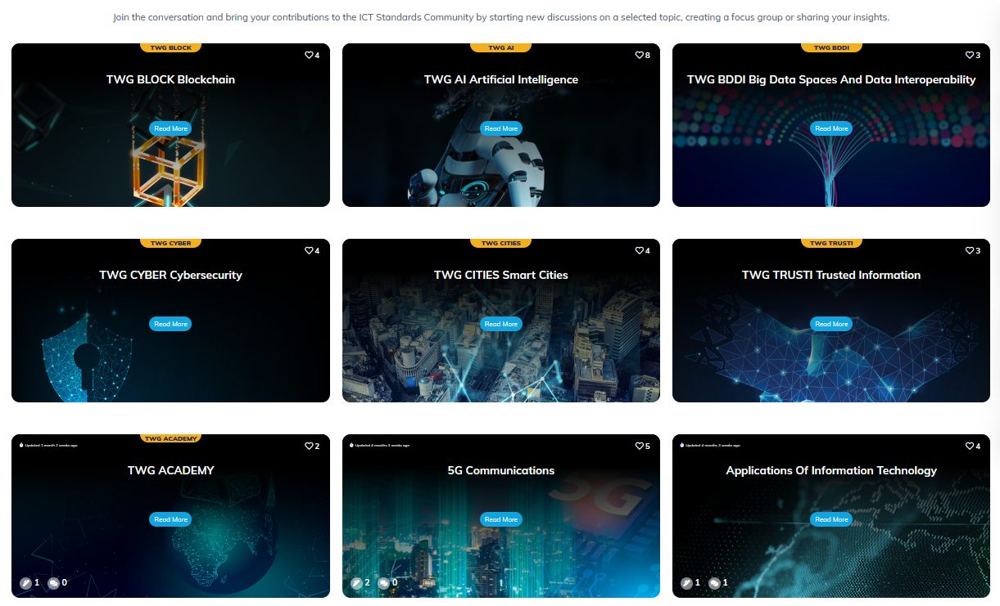 Join the conversation and bring your contributions to the ICT Standards Community by starting new discussions on a selected topic, creating a focus group or sharing your insights.
TWG BLOCK
4
TWG BLOCK Blockchain
Read More
TWG AI
8
TWG AI Artificial Intelligence
Read More
TWG BDDI
3
TWG BDDI Big Data Spaces And Data Interoperability
Read More
TWG CYBER
4
TWG CYBER Cybersecurity
Read More
TWG CITIES
4
TWG CITIES Smart Cities
Read More
TWG TRUSTI
3
TWG TRUSTI Trusted Information
Read More
Updated 1 month 2 weeks ago
TWG ACADEMY
2
TWG ACADEMY
Read More
1 0
Updated 4 months 3 weeks ago
5
5G Communications
5G
Read More
2 0
Updated 4 months 3 weeks ago
4
Applications Of Information Technology
Read More
1 1